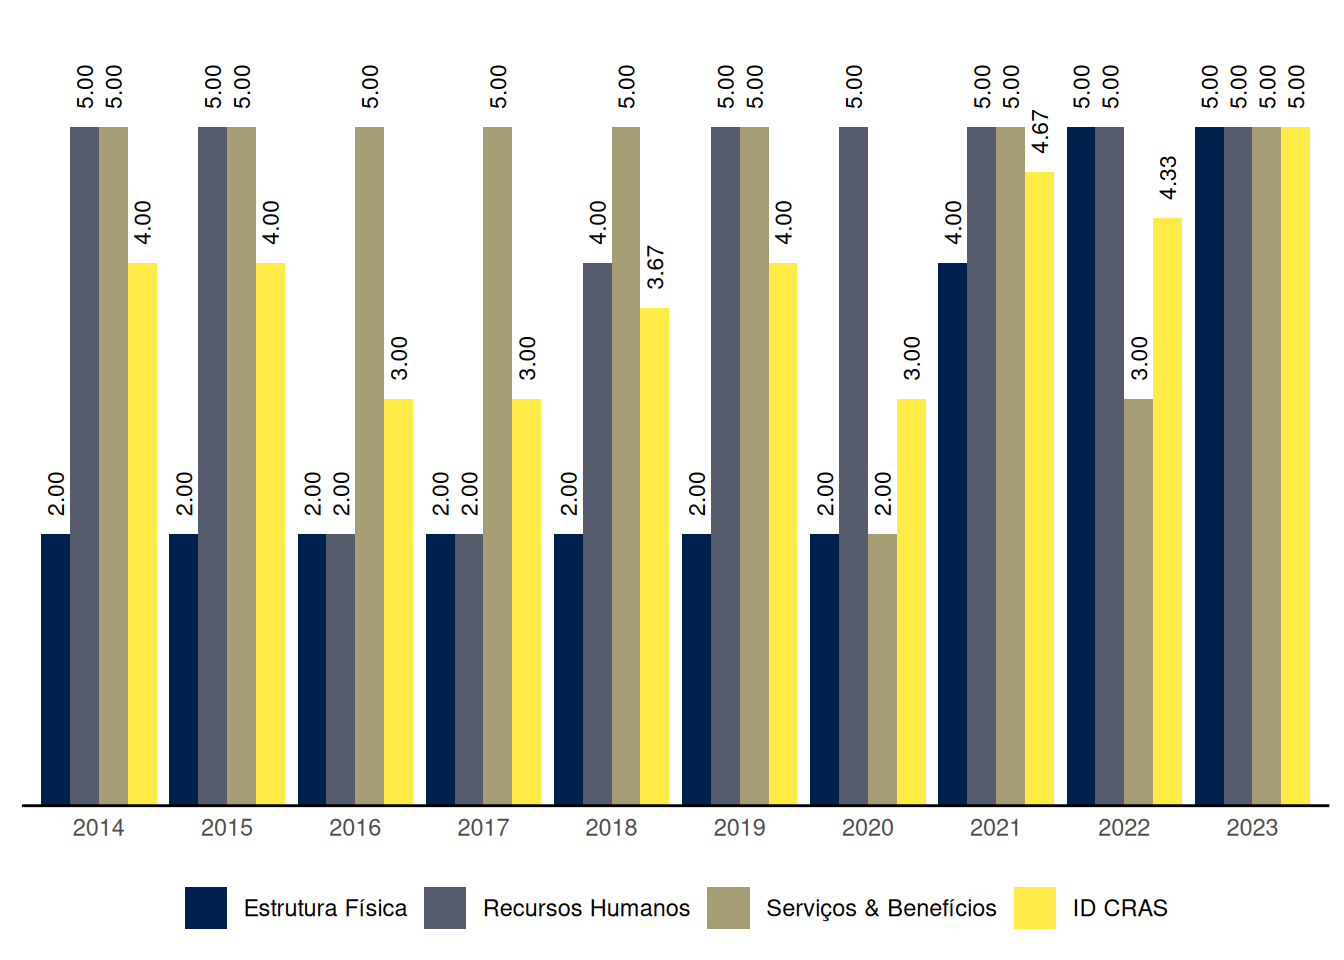 2.00 5.00 5.00 4.00 2.00 5.00 5.00 4.00 2.00 2.00 5.00 3.00 2.00 2.00 5.00 3.00 2.00 4.00 5.00 3.67 2.00 5.00 5.00 4.00 2.00 5.00 2.00 3.00 4.00 5.00 5.00 4.67 5.00 5.00 3.00 4.33 5.00 5.00 5.00 5.00
2014 2015 2016 2017 2018 2019 2020 2021 2022 2023
Estrutura Física Recursos Humanos Serviços & Benefícios ID CRAS